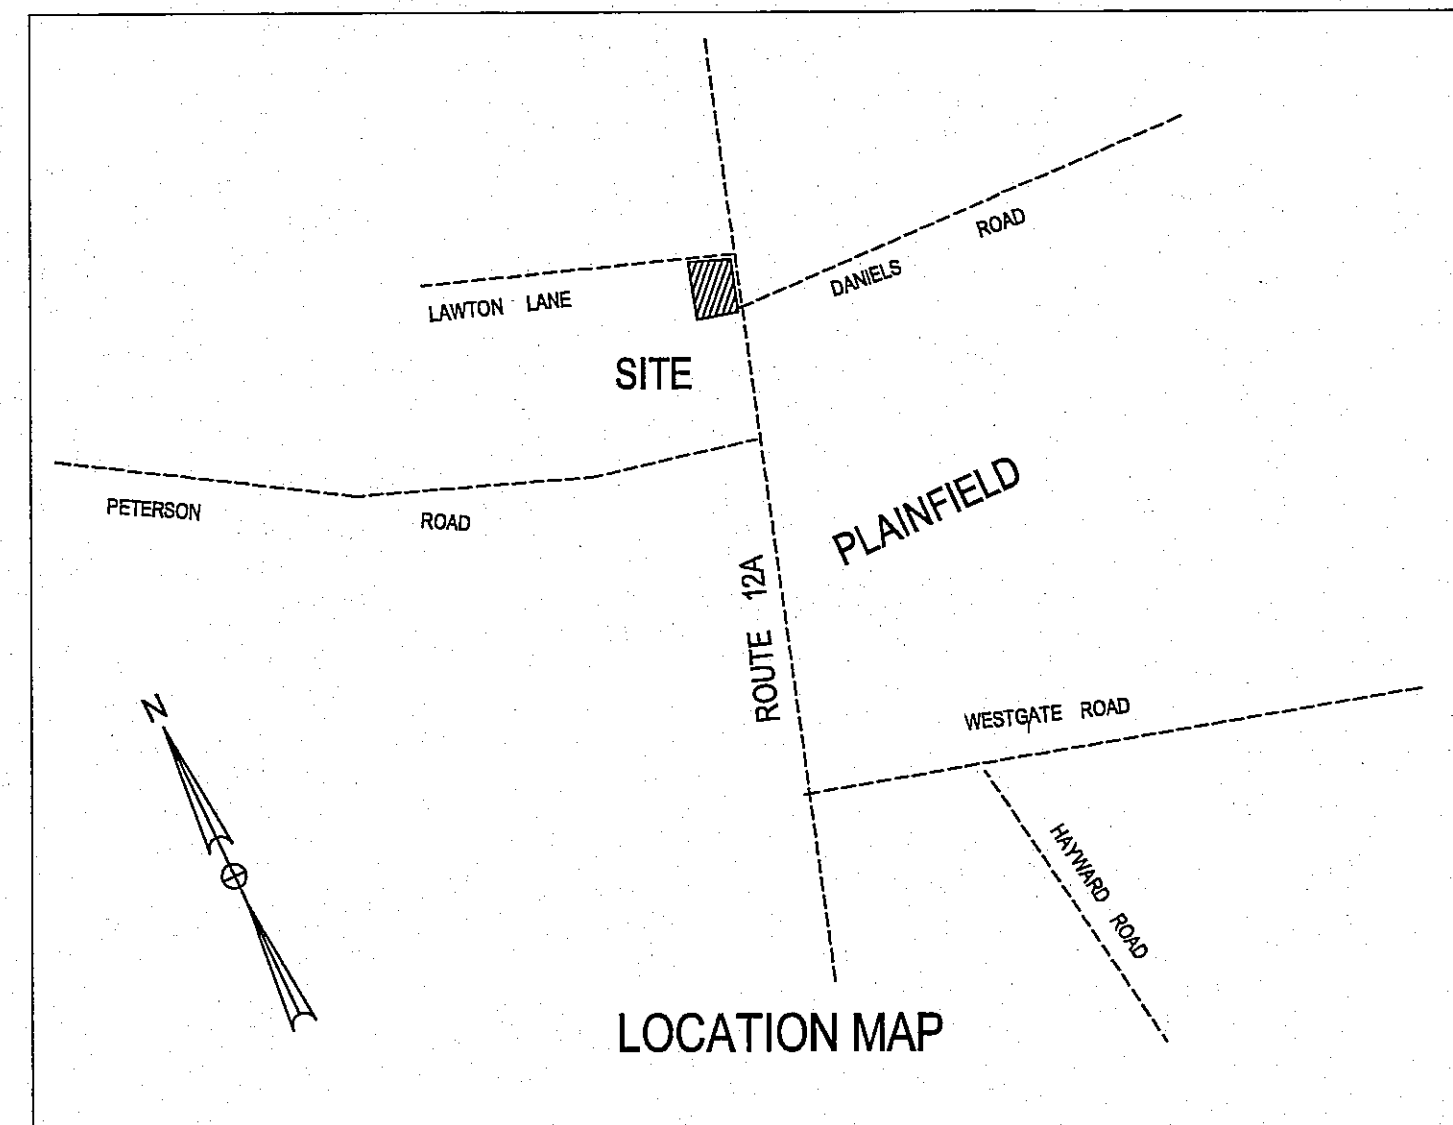 DANIELS ROAD
LAWTON LANE
SITE
PETERSON ROAD
PLAINFIELD
ROUTE 12A
N
WESTGATE ROAD
HAYWARD ROAD
LOCATION MAP